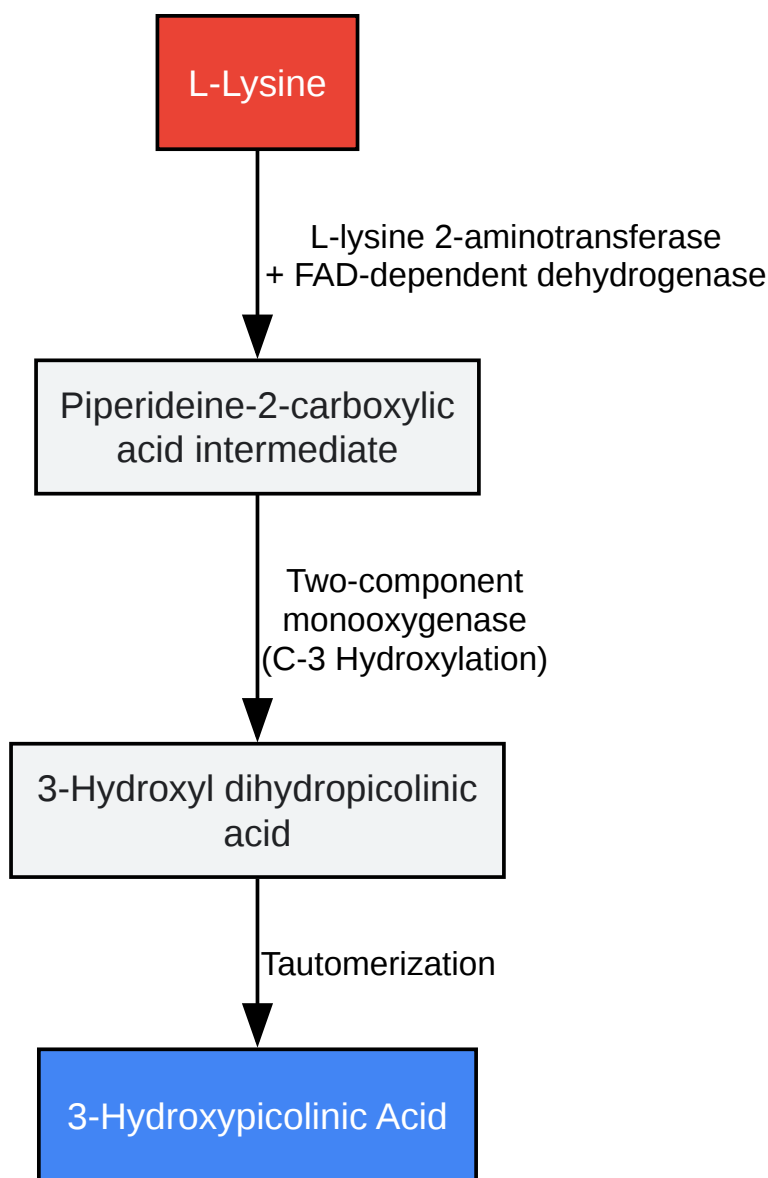 L-Lysine
L-lysine 2-aminotransferase
+ FAD-dependent dehydrogenase
Piperideine-2-carboxylic
acid intermediate
Two-component
monooxygenase
(C-3 Hydroxylation)
3-Hydroxyl dihydropicolinic
acid
Tautomerization
3-Hydroxypicolinic Acid